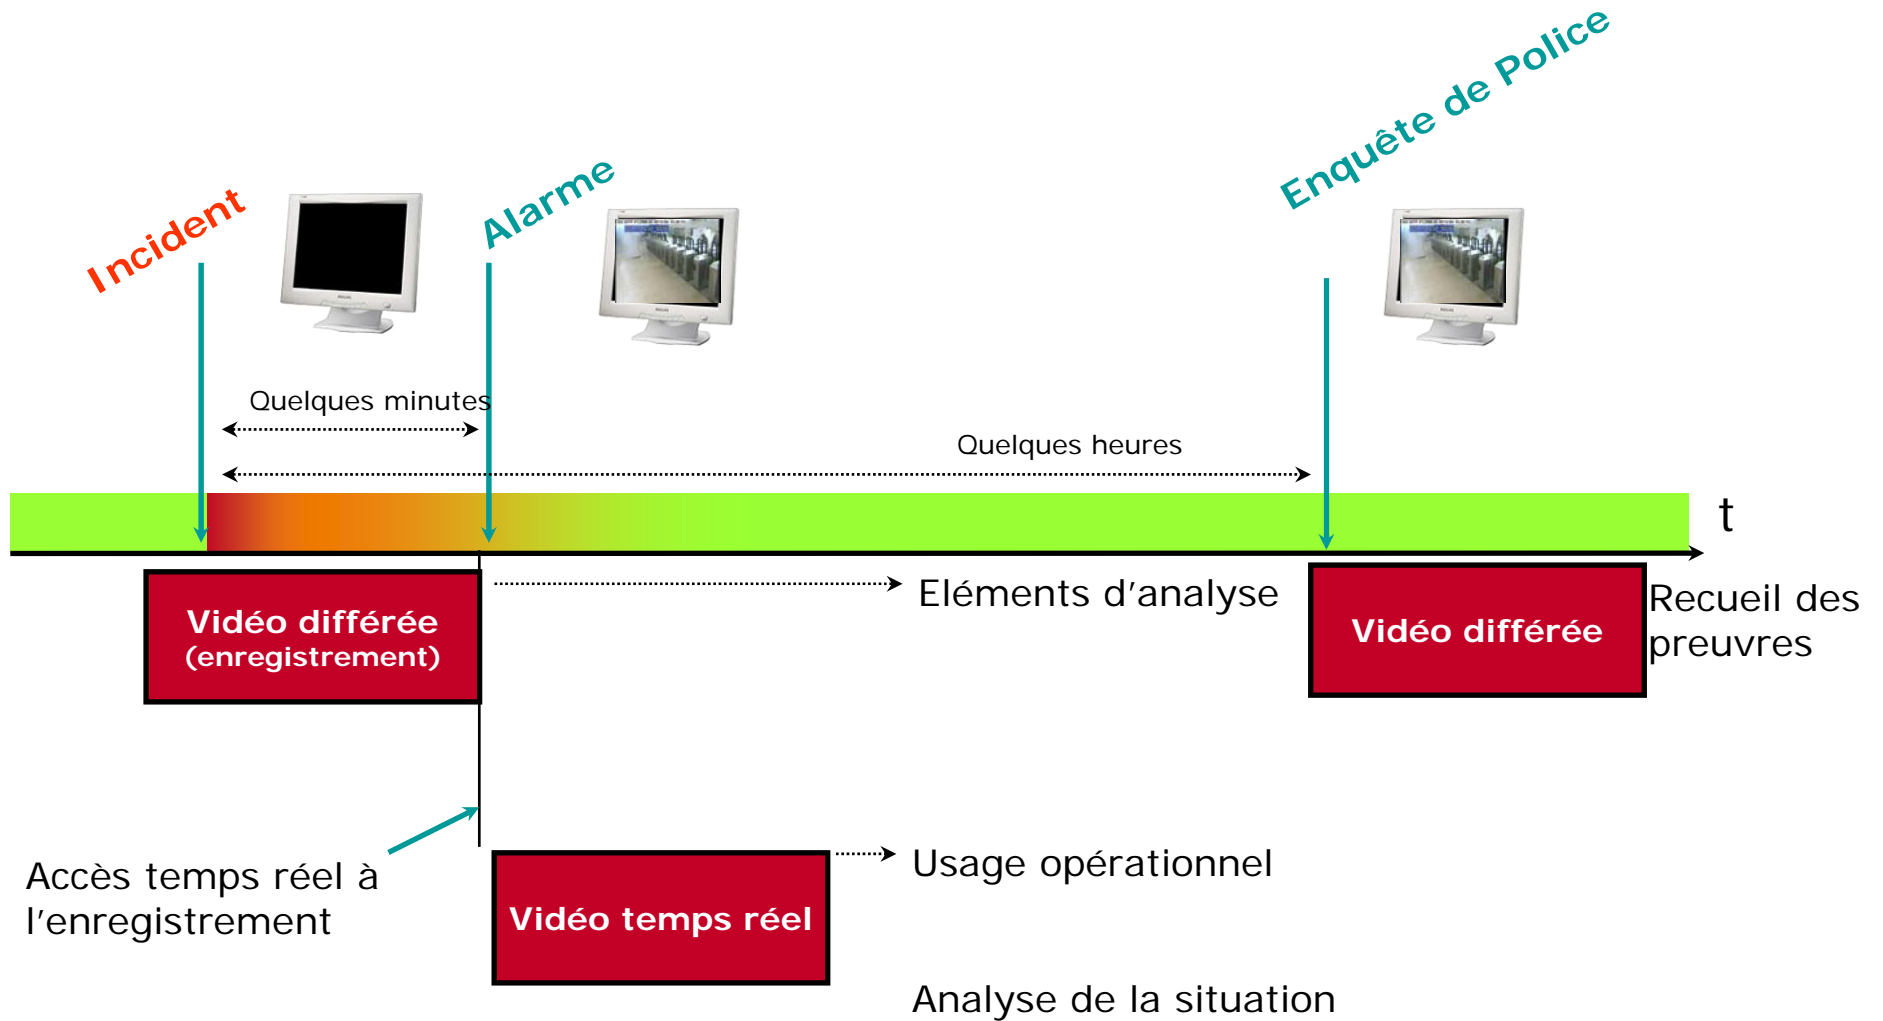 Enquête de Police
Alarme
Incident
Quelques minutes
Quelques heures
t
Vidéo différée
(enregistrement)
Eléments d'analyse
Vidéo différée
Recueil des
preuvres
Accès temps réel à
l'enregistrement
Usage opérationnel
Vidéo temps réel
Analyse de la situation